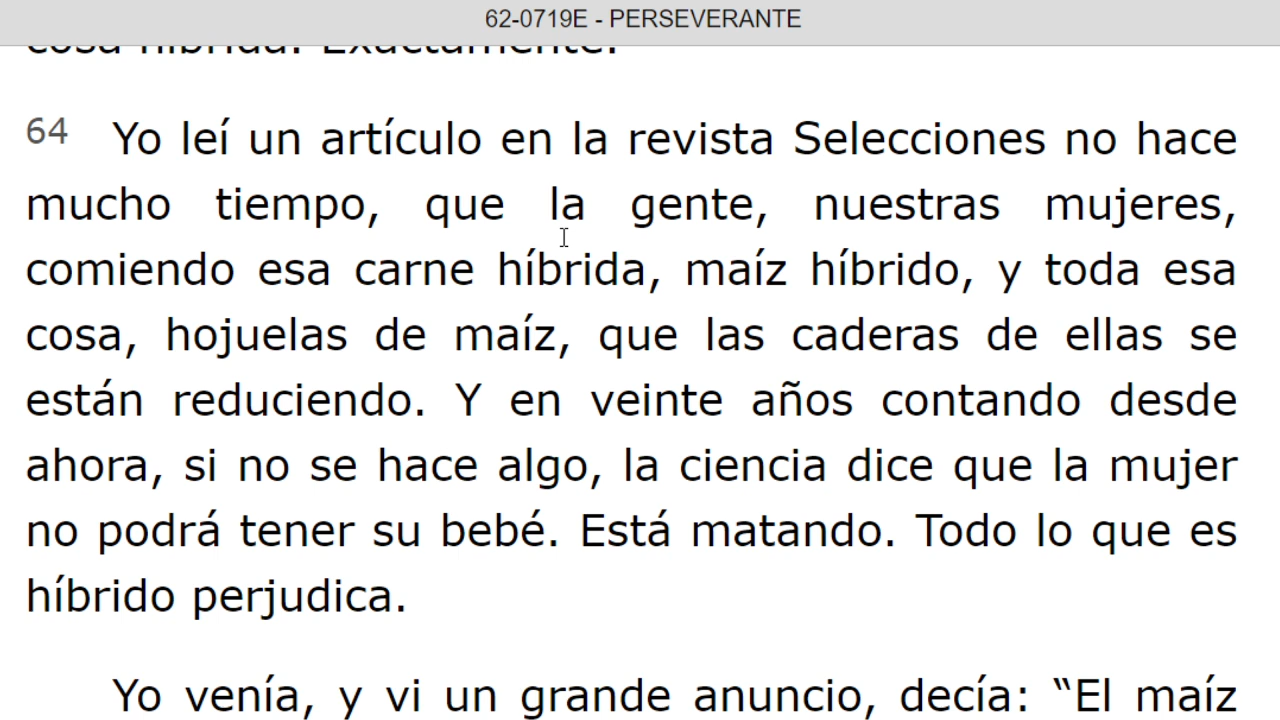 62-0719E - PERSEVERANTE
cosa híbrida. Exactamente.
64 Yo leí un artículo en la revista Selecciones no hace
mucho tiempo, que la gente, nuestras mujeres,
comiendo esa carne híbrida, maíz híbrido, y toda esa
cosa, hojuelas de maíz, que las caderas de ellas se
están reduciendo. Y en veinte años contando desde
ahora, si no se hace algo, la ciencia dice que la mujer
no podrá tener su bebé. Está matando. Todo lo que es
híbrido perjudica.
Yo venía, y vi un grande anuncio, decía: “El maíz